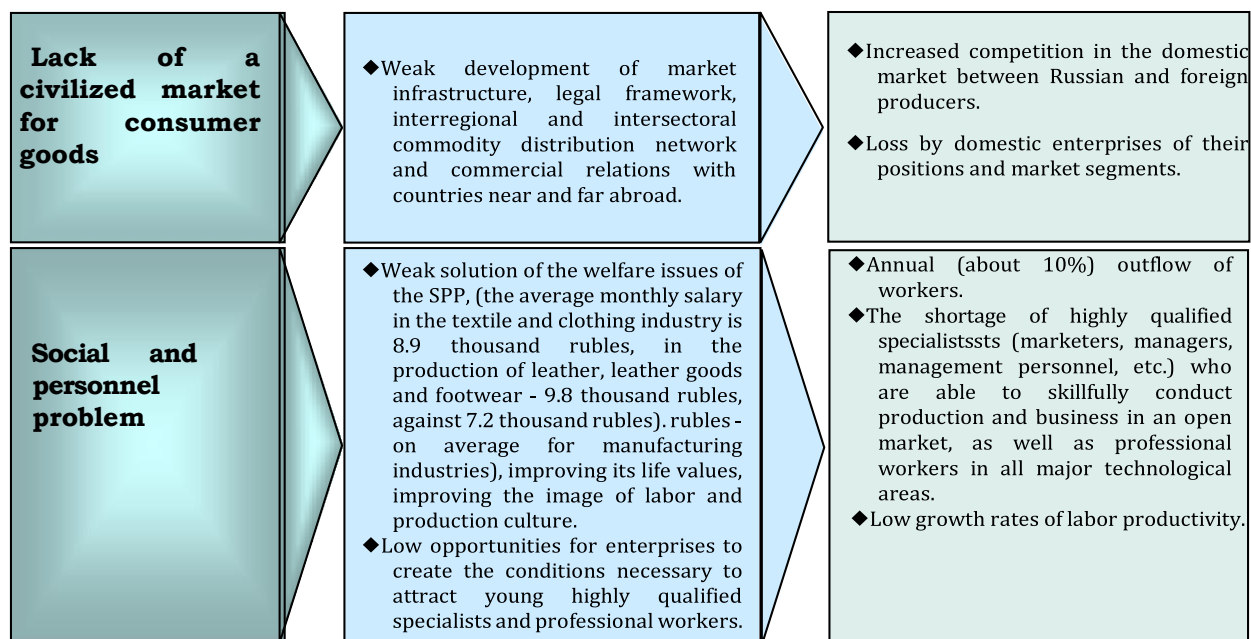 Lack of a
civilized market
for consumer
goods
◆Weak development of market
infrastructure, legal framework,
interregional and intersectoral
commodity distribution network
and commercial relations with
countries near and far abroad.
◆Increased competition in the domestic
market between Russian and foreign
producers.
◆Loss by domestic enterprises of their
positions and market segments.
Social and
personnel
problem
◆Weak solution of the welfare issues of
the SPP, (the average monthly salary
in the textile and clothing industry is
8.9 thousand rubles, in the
production of leather, leather goods
and footwear - 9.8 thousand rubles,
against 7.2 thousand rubles). rubles -
on average for manufacturing
industries), improving its life values,
improving the image of labor and
production culture.
◆Low opportunities for enterprises to
create the conditions necessary to
attract young highly qualified
specialists and professional workers.
◆Annual (about 10%) outflow of
workers.
◆The shortage of highly qualified
specialistssts (marketers, managers,
management personnel, etc.) who
are able to skillfully conduct
production and business in an open
market, as well as professional
workers in all major technological
areas.
◆Low growth rates of labor productivity.